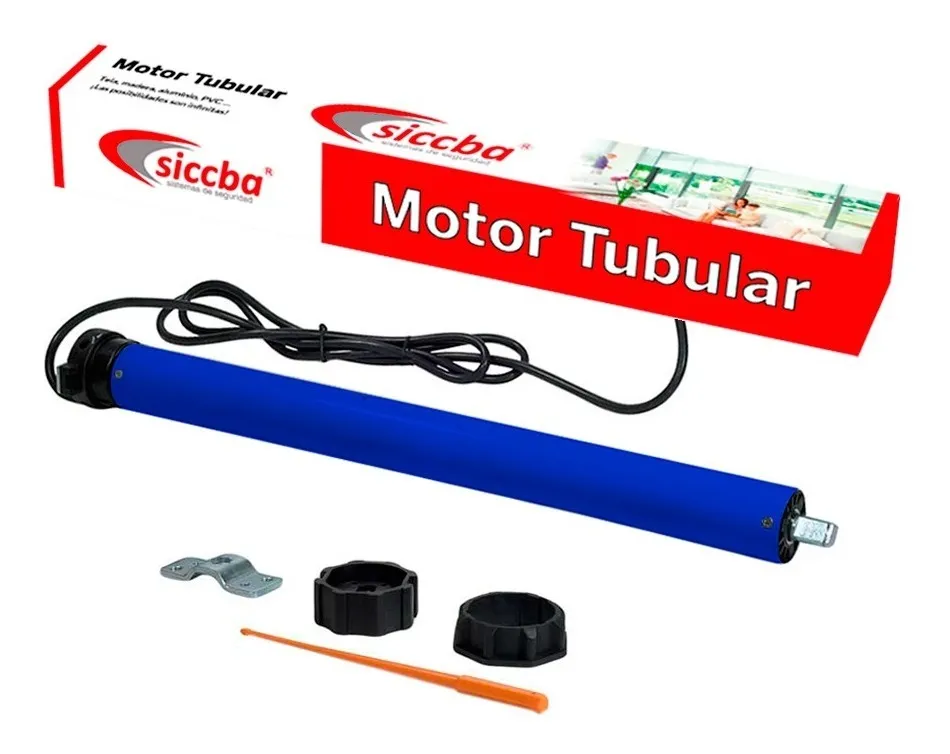 Motor Tubular
Tela, madera, aluminio, PVC...
¡Las posibilidades son infinitas!
siccba®
sistemas de seguridad
siccba®
sistemas de seguridad
Motor Tubular